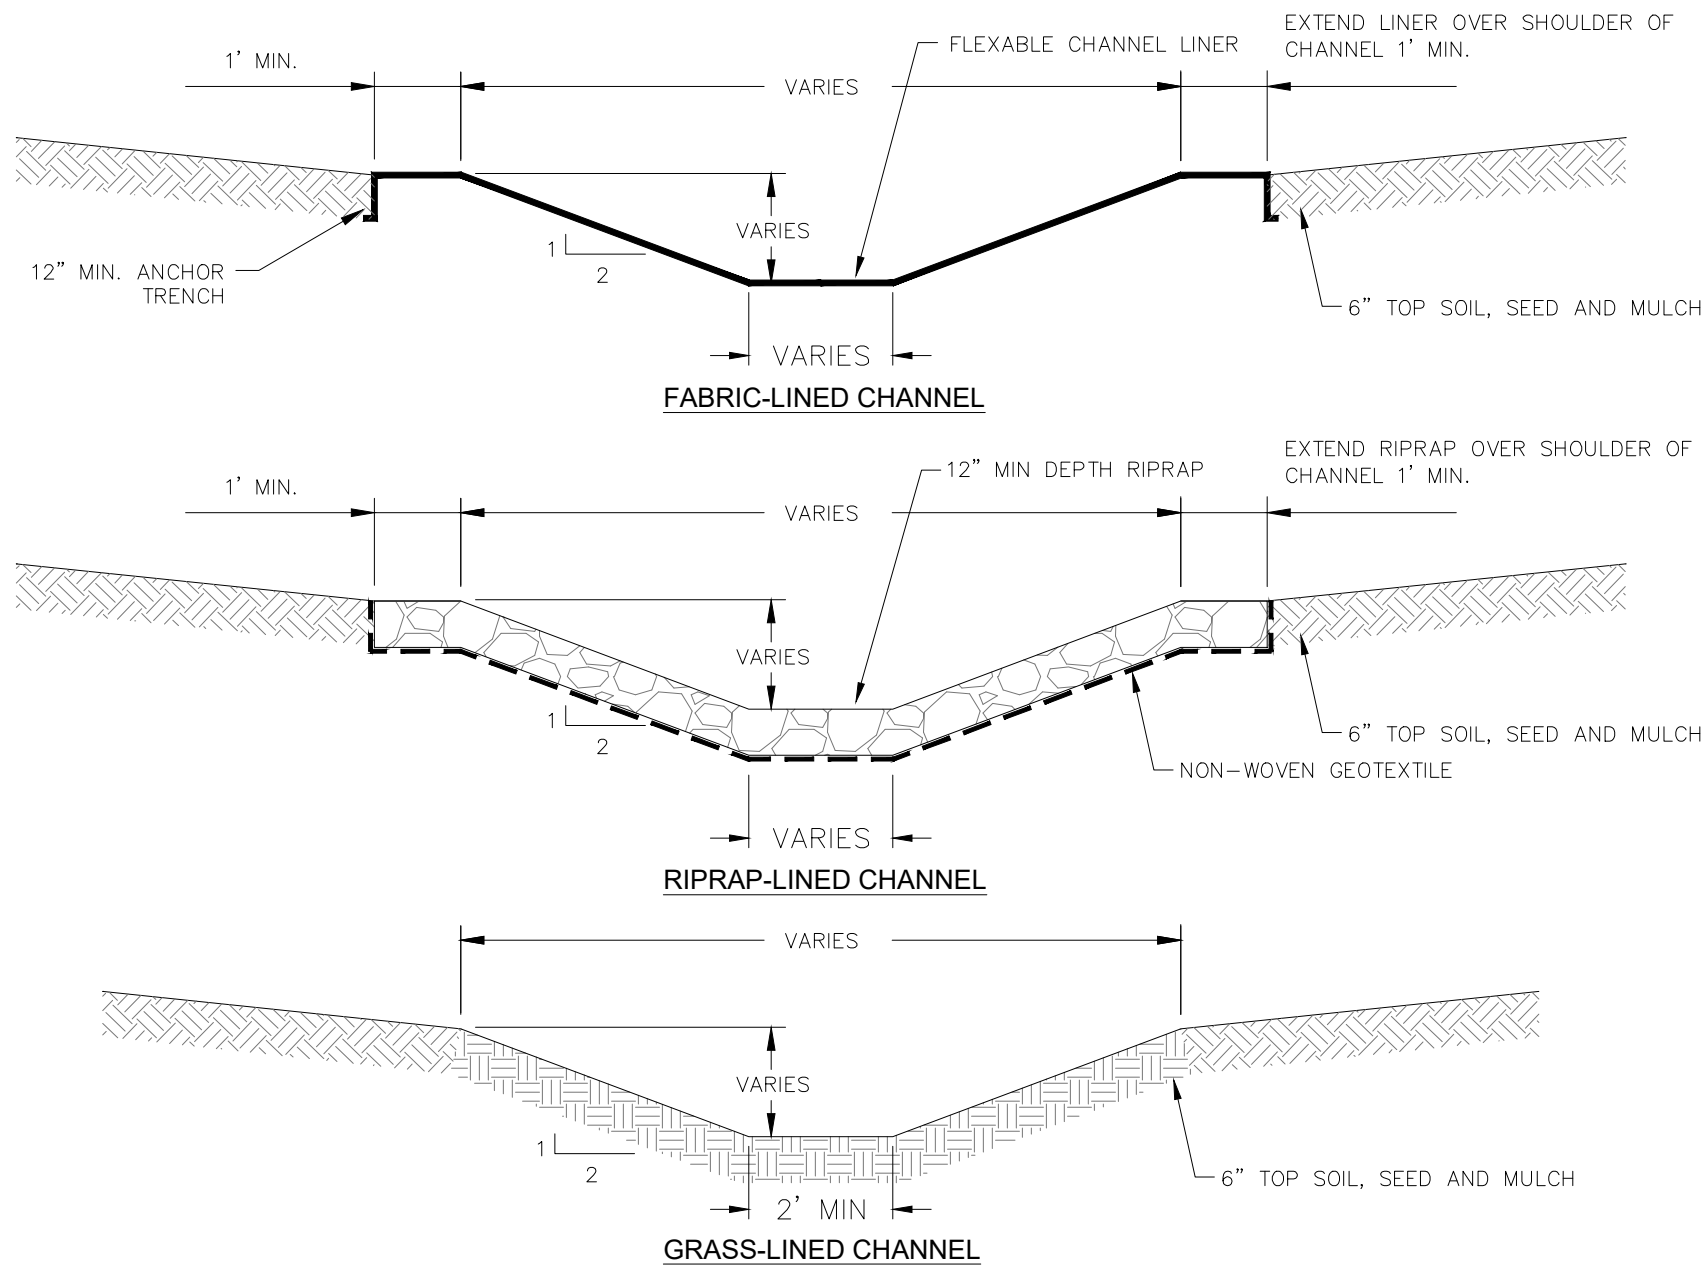 EXTEND LINER OVER SHOULDER OF
CHANNEL 1' MIN.
FLEXABLE CHANNEL LINER
1' MIN.
VARIES
VARIES
1
2
12" MIN. ANCHOR
TRENCH
6" TOP SOIL, SEED AND MULCH
VARIES
FABRIC-LINED CHANNEL
EXTEND RIPRAP OVER SHOULDER OF
CHANNEL 1' MIN.
12" MIN DEPTH RIPRAP
1' MIN.
VARIES
VARIES
1
2
6" TOP SOIL, SEED AND MULCH
NON-WOVEN GEOTEXTILE
VARIES
RIPRAP-LINED CHANNEL
VARIES
VARIES
1
2
6" TOP SOIL, SEED AND MULCH
2' MIN
GRASS-LINED CHANNEL